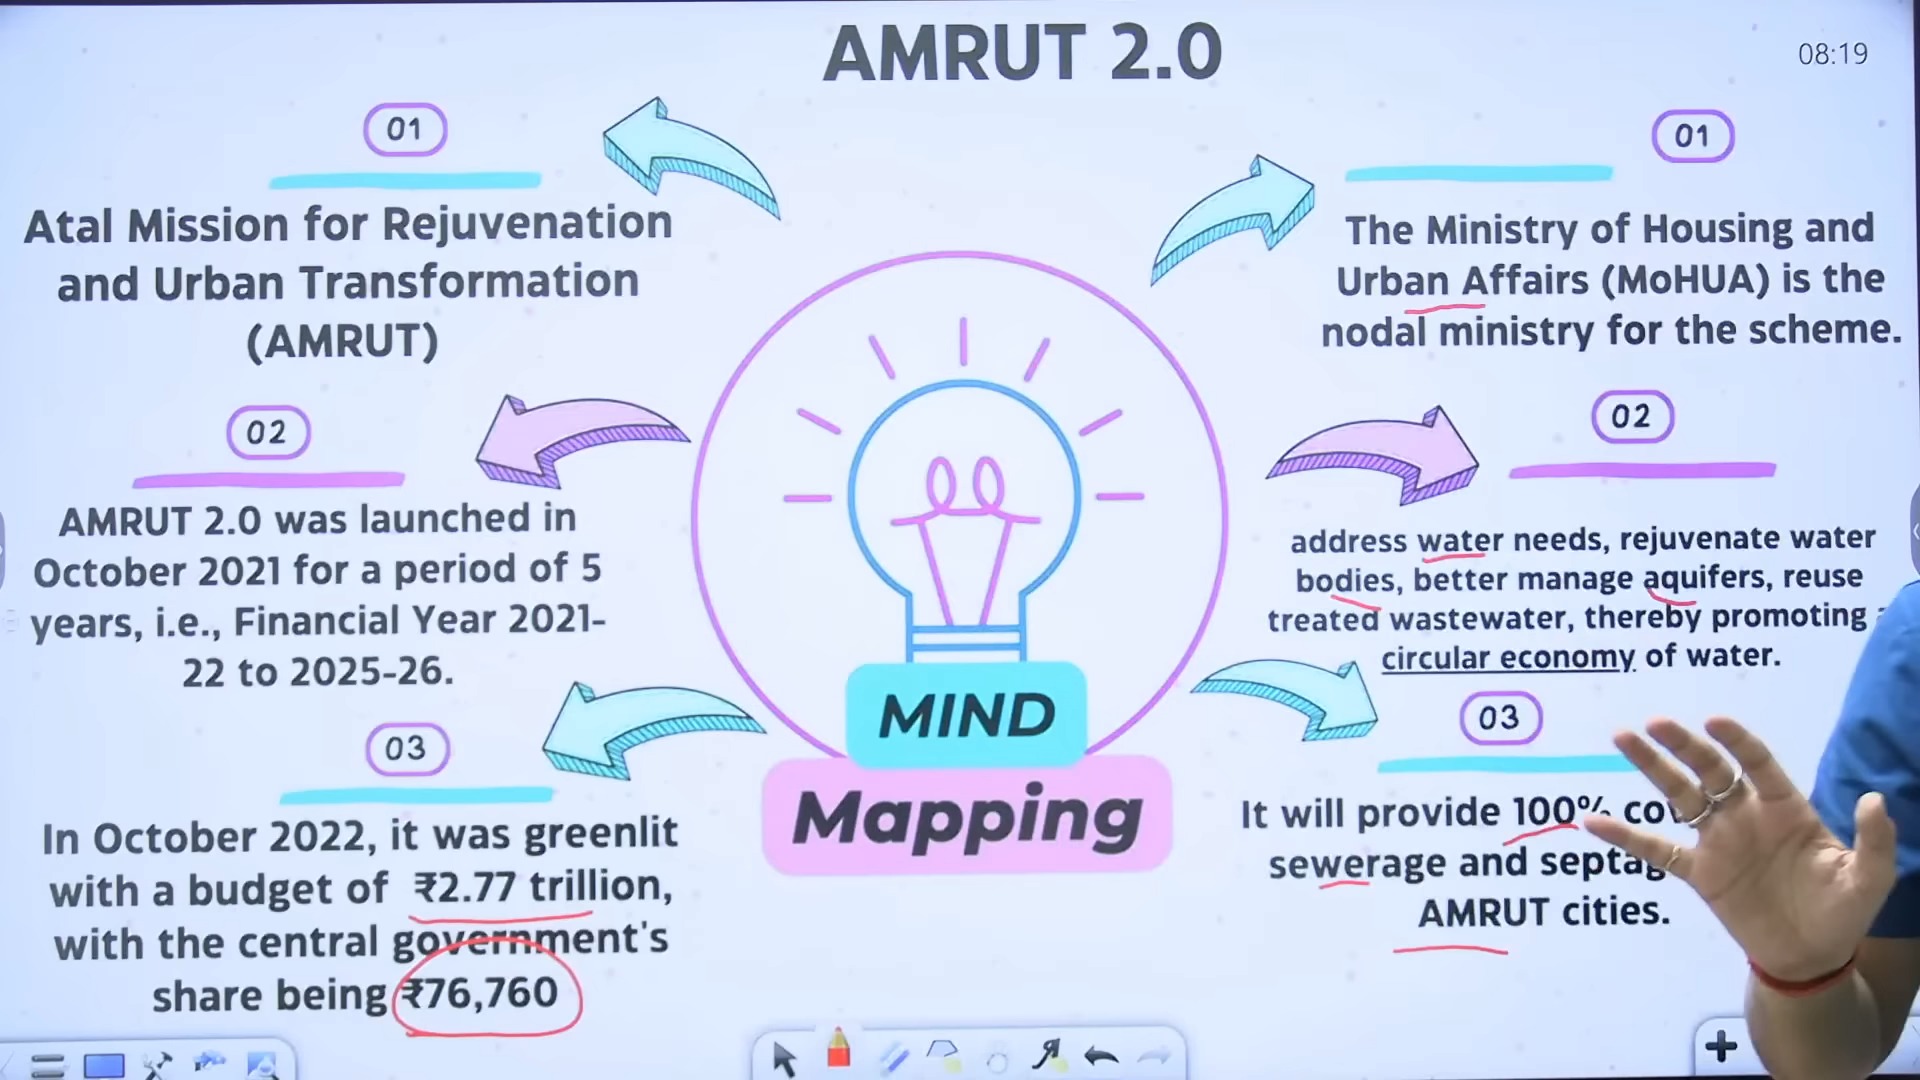 AMRUT 2.0
08:19
01
Atal Mission for Rejuvenation
and Urban Transformation
(AMRUT)
02
AMRUT 2.0 was launched in
October 2021 for a period of 5
years, i.e., Financial Year 2021-
22 to 2025-26.
03
In October 2022, it was greenlit
with a budget of ₹2.77 trillion,
with the central government's
share being ₹76,760
MIND
Mapping
01
The Ministry of Housing and
Urban Affairs (MoHUA) is the
nodal ministry for the scheme.
02
address water needs, rejuvenate water
bodies, better manage aquifers, reuse
treated wastewater, thereby promoting
circular economy of water.
03
It will provide 100%
sewerage and
AMRUT cities.